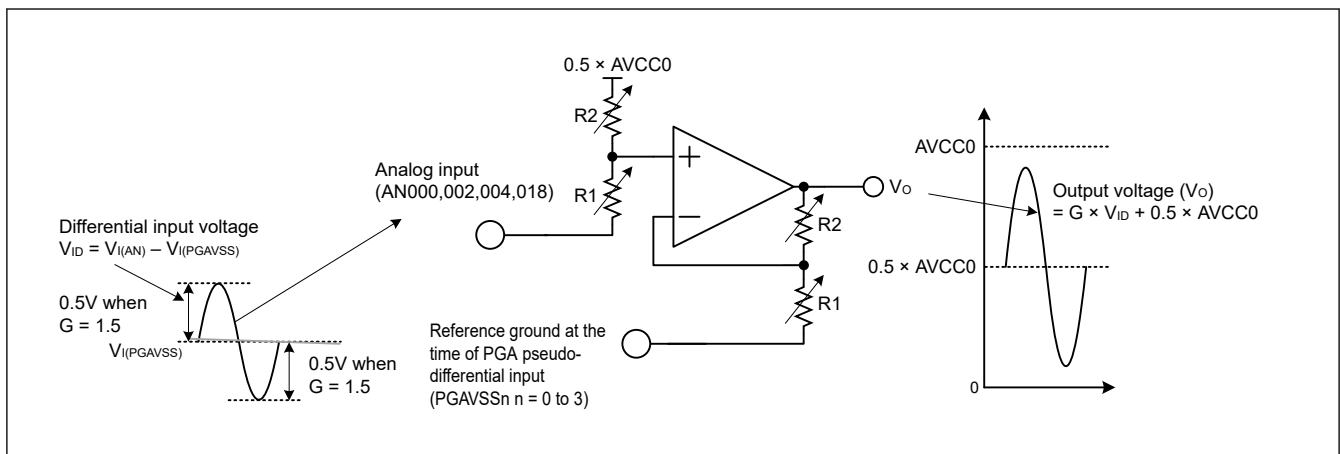 0.5 × AVCC0
R2
R1
Analog input
(AN000,002,004,018)
Differential input voltage
VID = VI(AN) – VI(PGAVSS)
0.5V when
G = 1.5
VI(PGAVSS)
0.5V when
G = 1.5
+
−
VO
R2
R1
Reference ground at the
time of PGA pseudo-
differential input
(PGAVSSn n = 0 to 3)
AVCC0
Output voltage (VO)
= G × VID + 0.5 × AVCC0
0.5 × AVCC0
0